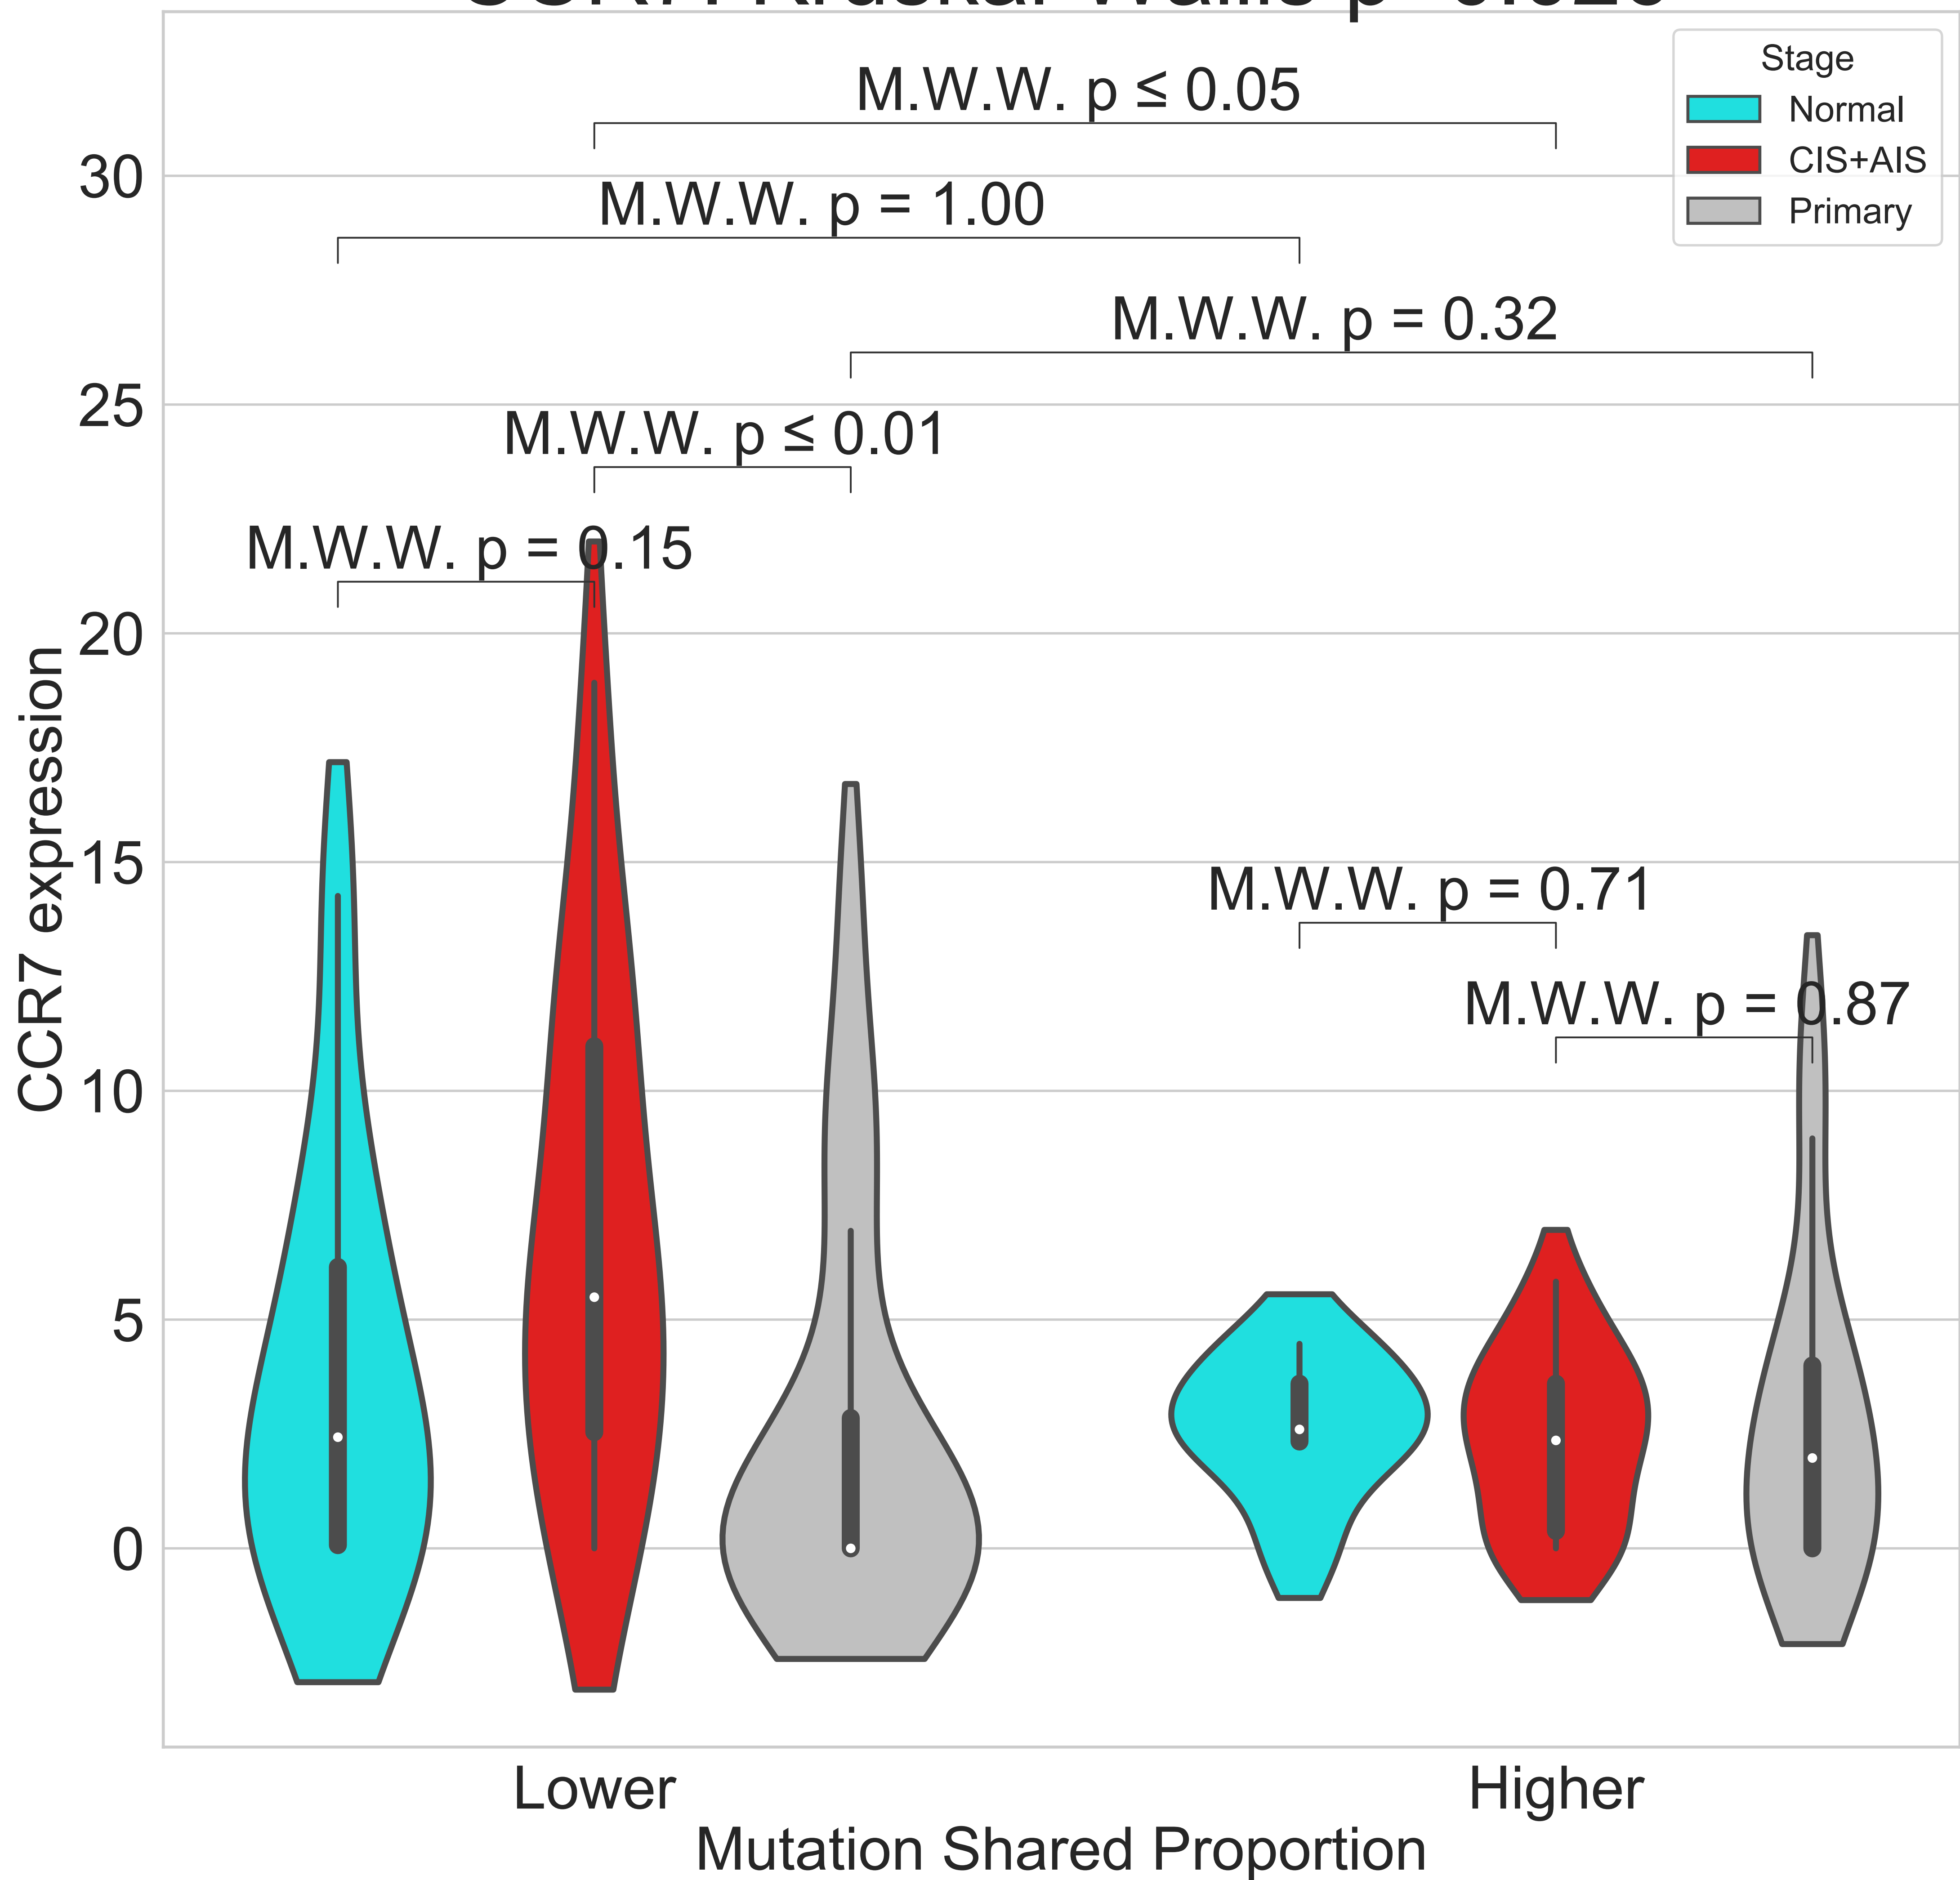 Stage
Normal
CIS+AIS
Primary
M.W.W. p ≤ 0.05
M.W.W. p = 1.00
M.W.W. p = 0.32
M.W.W. p ≤ 0.01
M.W.W. p = 0.15
M.W.W. p = 0.71
M.W.W. p = 0.87
30
25
20
15
10
5
0
CCR7 expression
Lower
Higher
Mutation Shared Proportion